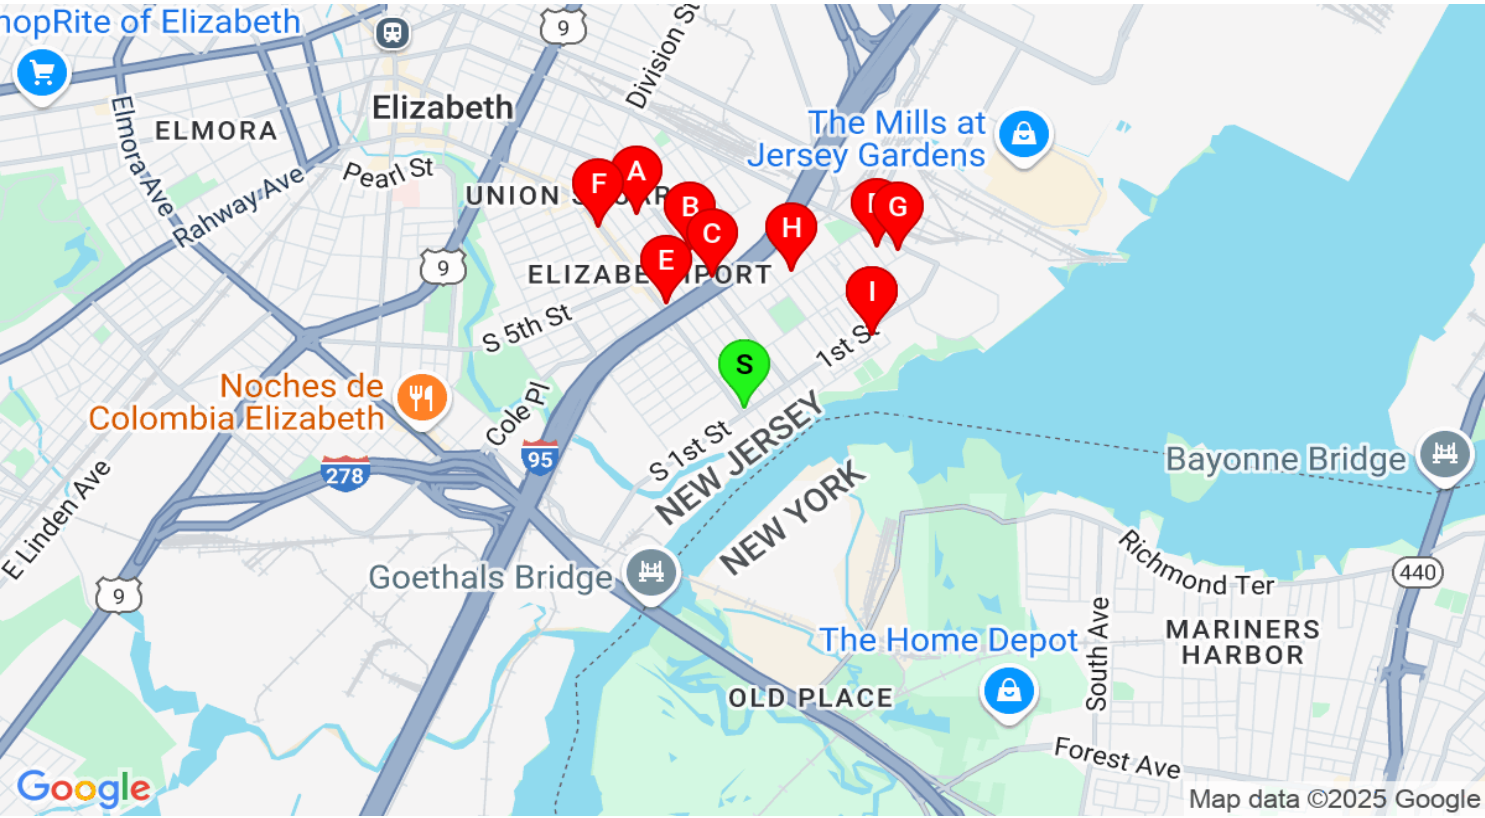 hopRite of Elizabeth
9
Division St
Elizabeth
The Mills at
Jersey Gardens
ELMORA
Elmora Ave
Pearl St
Rahway Ave
UNION
F
A
B
C
G
H
E
I
S
9
S 5th St
1st St
Noches de
Colombia Elizabeth
Cole Pl
S 1st St
NEW JERSEY
NEW YORK
95
278
E Linden Ave
Bayonne Bridge
Goethals Bridge
9
Richmond Ter
440
The Home Depot
South Ave
MARINERS
HARBOR
OLD PLACE
Forest Ave
Google
Map data ©2025 Google